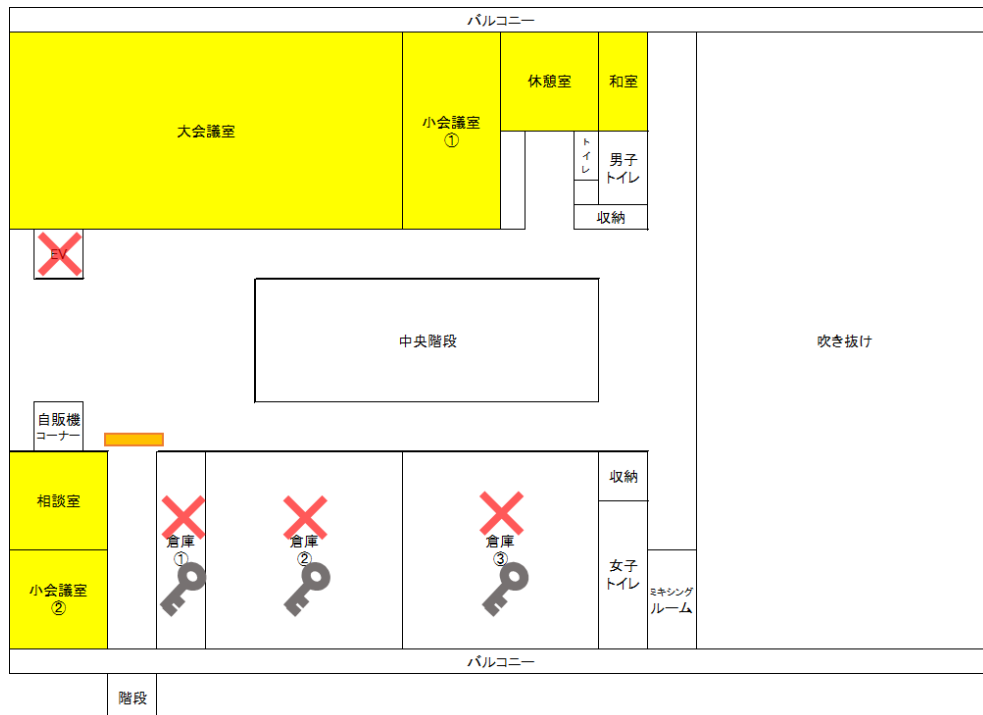 バルコニー
大会議室
小会議室
①
休憩室
和室
トイレ
男子
トイレ
収納
EV
中央階段
吹き抜け
自販機
コーナー
相談室
小会議室
②
倉庫
①
倉庫
②
倉庫
③
収納
女子
トイレ
ミキシング
ルーム
バルコニー
階段